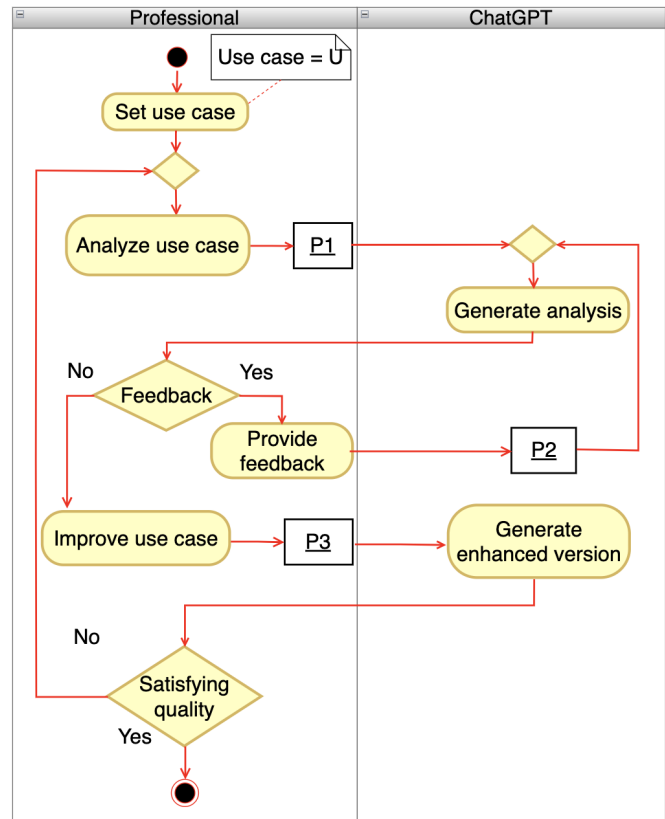 Professional
ChatGPT
Use case = U
Set use case
Analyze use case
P1
Generate analysis
No
Yes
Feedback
Provide
feedback
P2
Improve use case
P3
Generate
enhanced version
No
Satisfying
quality
Yes